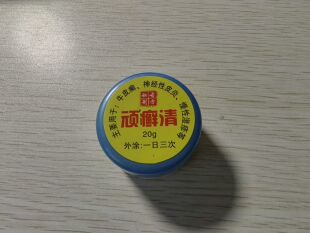 主要用于:牛皮癣、神经性皮炎、慢性湿疹等
顽癣清
20g
外涂:一日三次